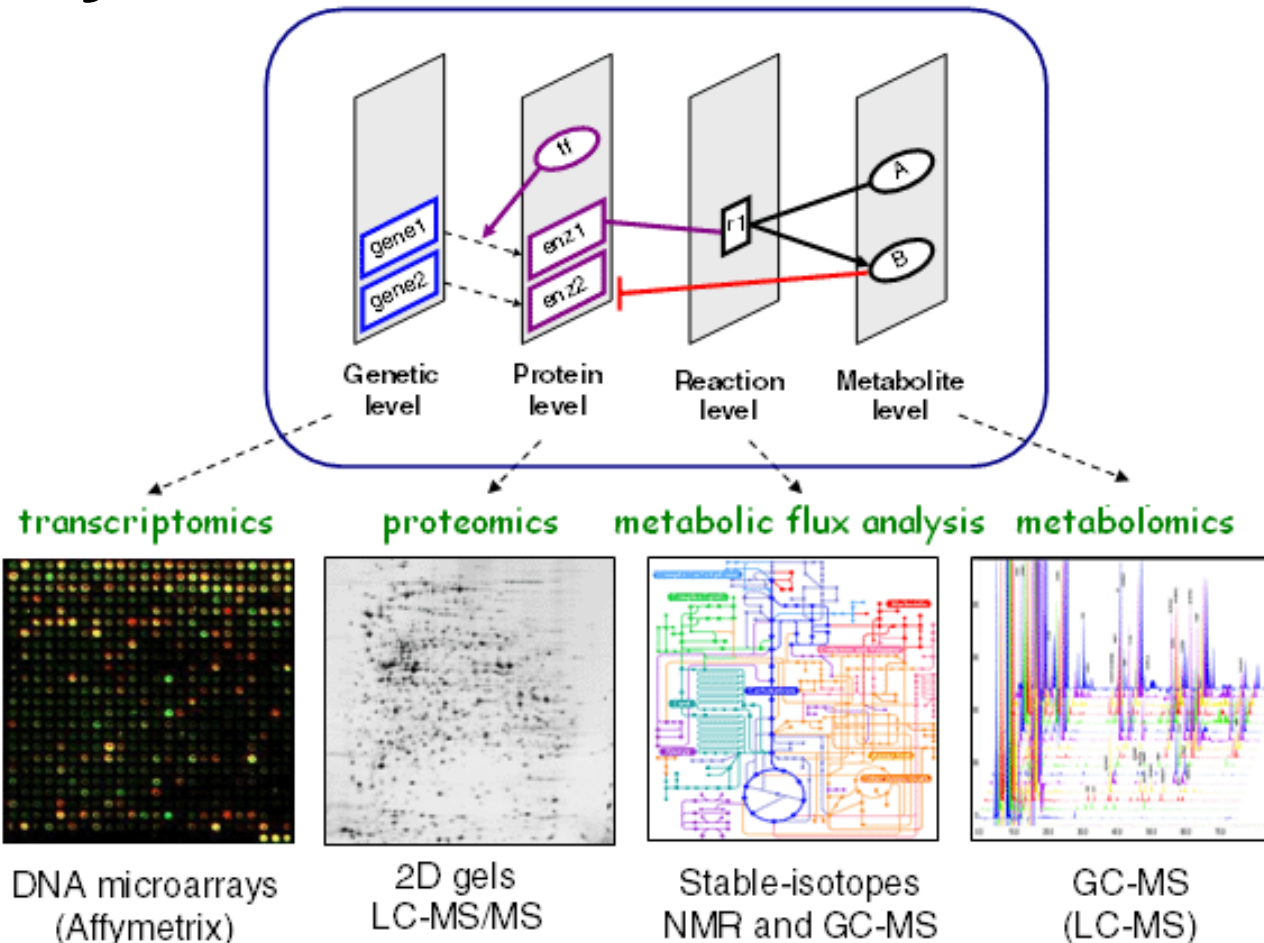 tf
A
gene1
enz1
r1
B
gene2
enz2
Genetic
level
Protein
level
Reaction
level
Metabolite
level
transcriptomics
proteomics
metabolic flux analysis
metabolomics
DNA microarrays
(Affymetrix)
2D gels
LC-MS/MS
Stable-isotopes
NMR and GC-MS
GC-MS
(LC-MS)